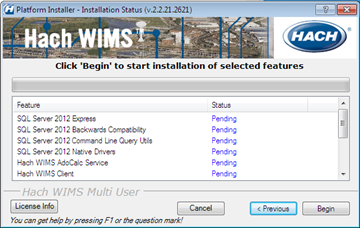 Platform Installer - Installation Status (v.2.2.21.2621)
Hach WIMS
HACH
Click 'Begin' to start installation of selected features
Feature Status
SQL Server 2012 Express Pending
SQL Server 2012 Backwards Compatibility Pending
SQL Server 2012 Command Line Query Utils Pending
SQL Server 2012 Native Drivers Pending
Hach WIMS AdoCalc Service Pending
Hach WIMS Client Pending
Hach WIMS Multi User
License Info Cancel < Previous Begin
You can get help by pressing F1 or the question mark!